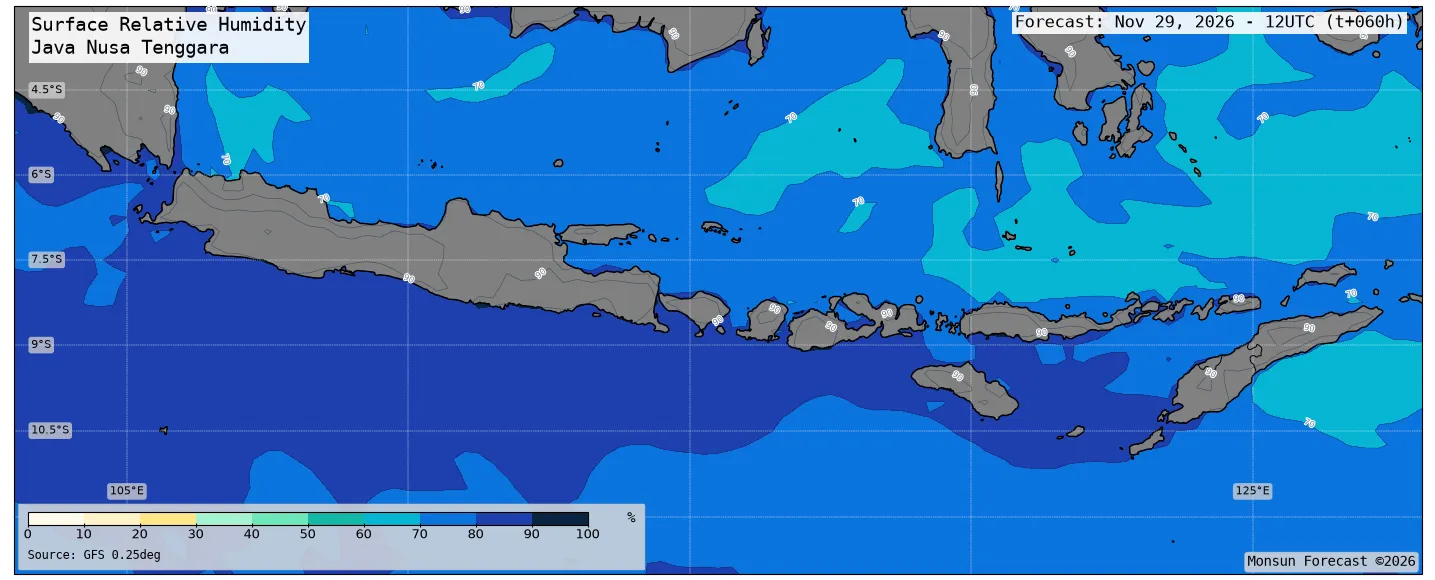 Surface Relative Humidity
Java Nusa Tenggara
Forecast: Nov 29, 2026 - 12UTC (t+060h)
4.5°S
6°S
7.5°S
9°S
10.5°S
105°E
125°E
%
0 10 20 30 40 50 60 70 80 90 100
Source: GFS 0.25deg
Monsun Forecast ©2026